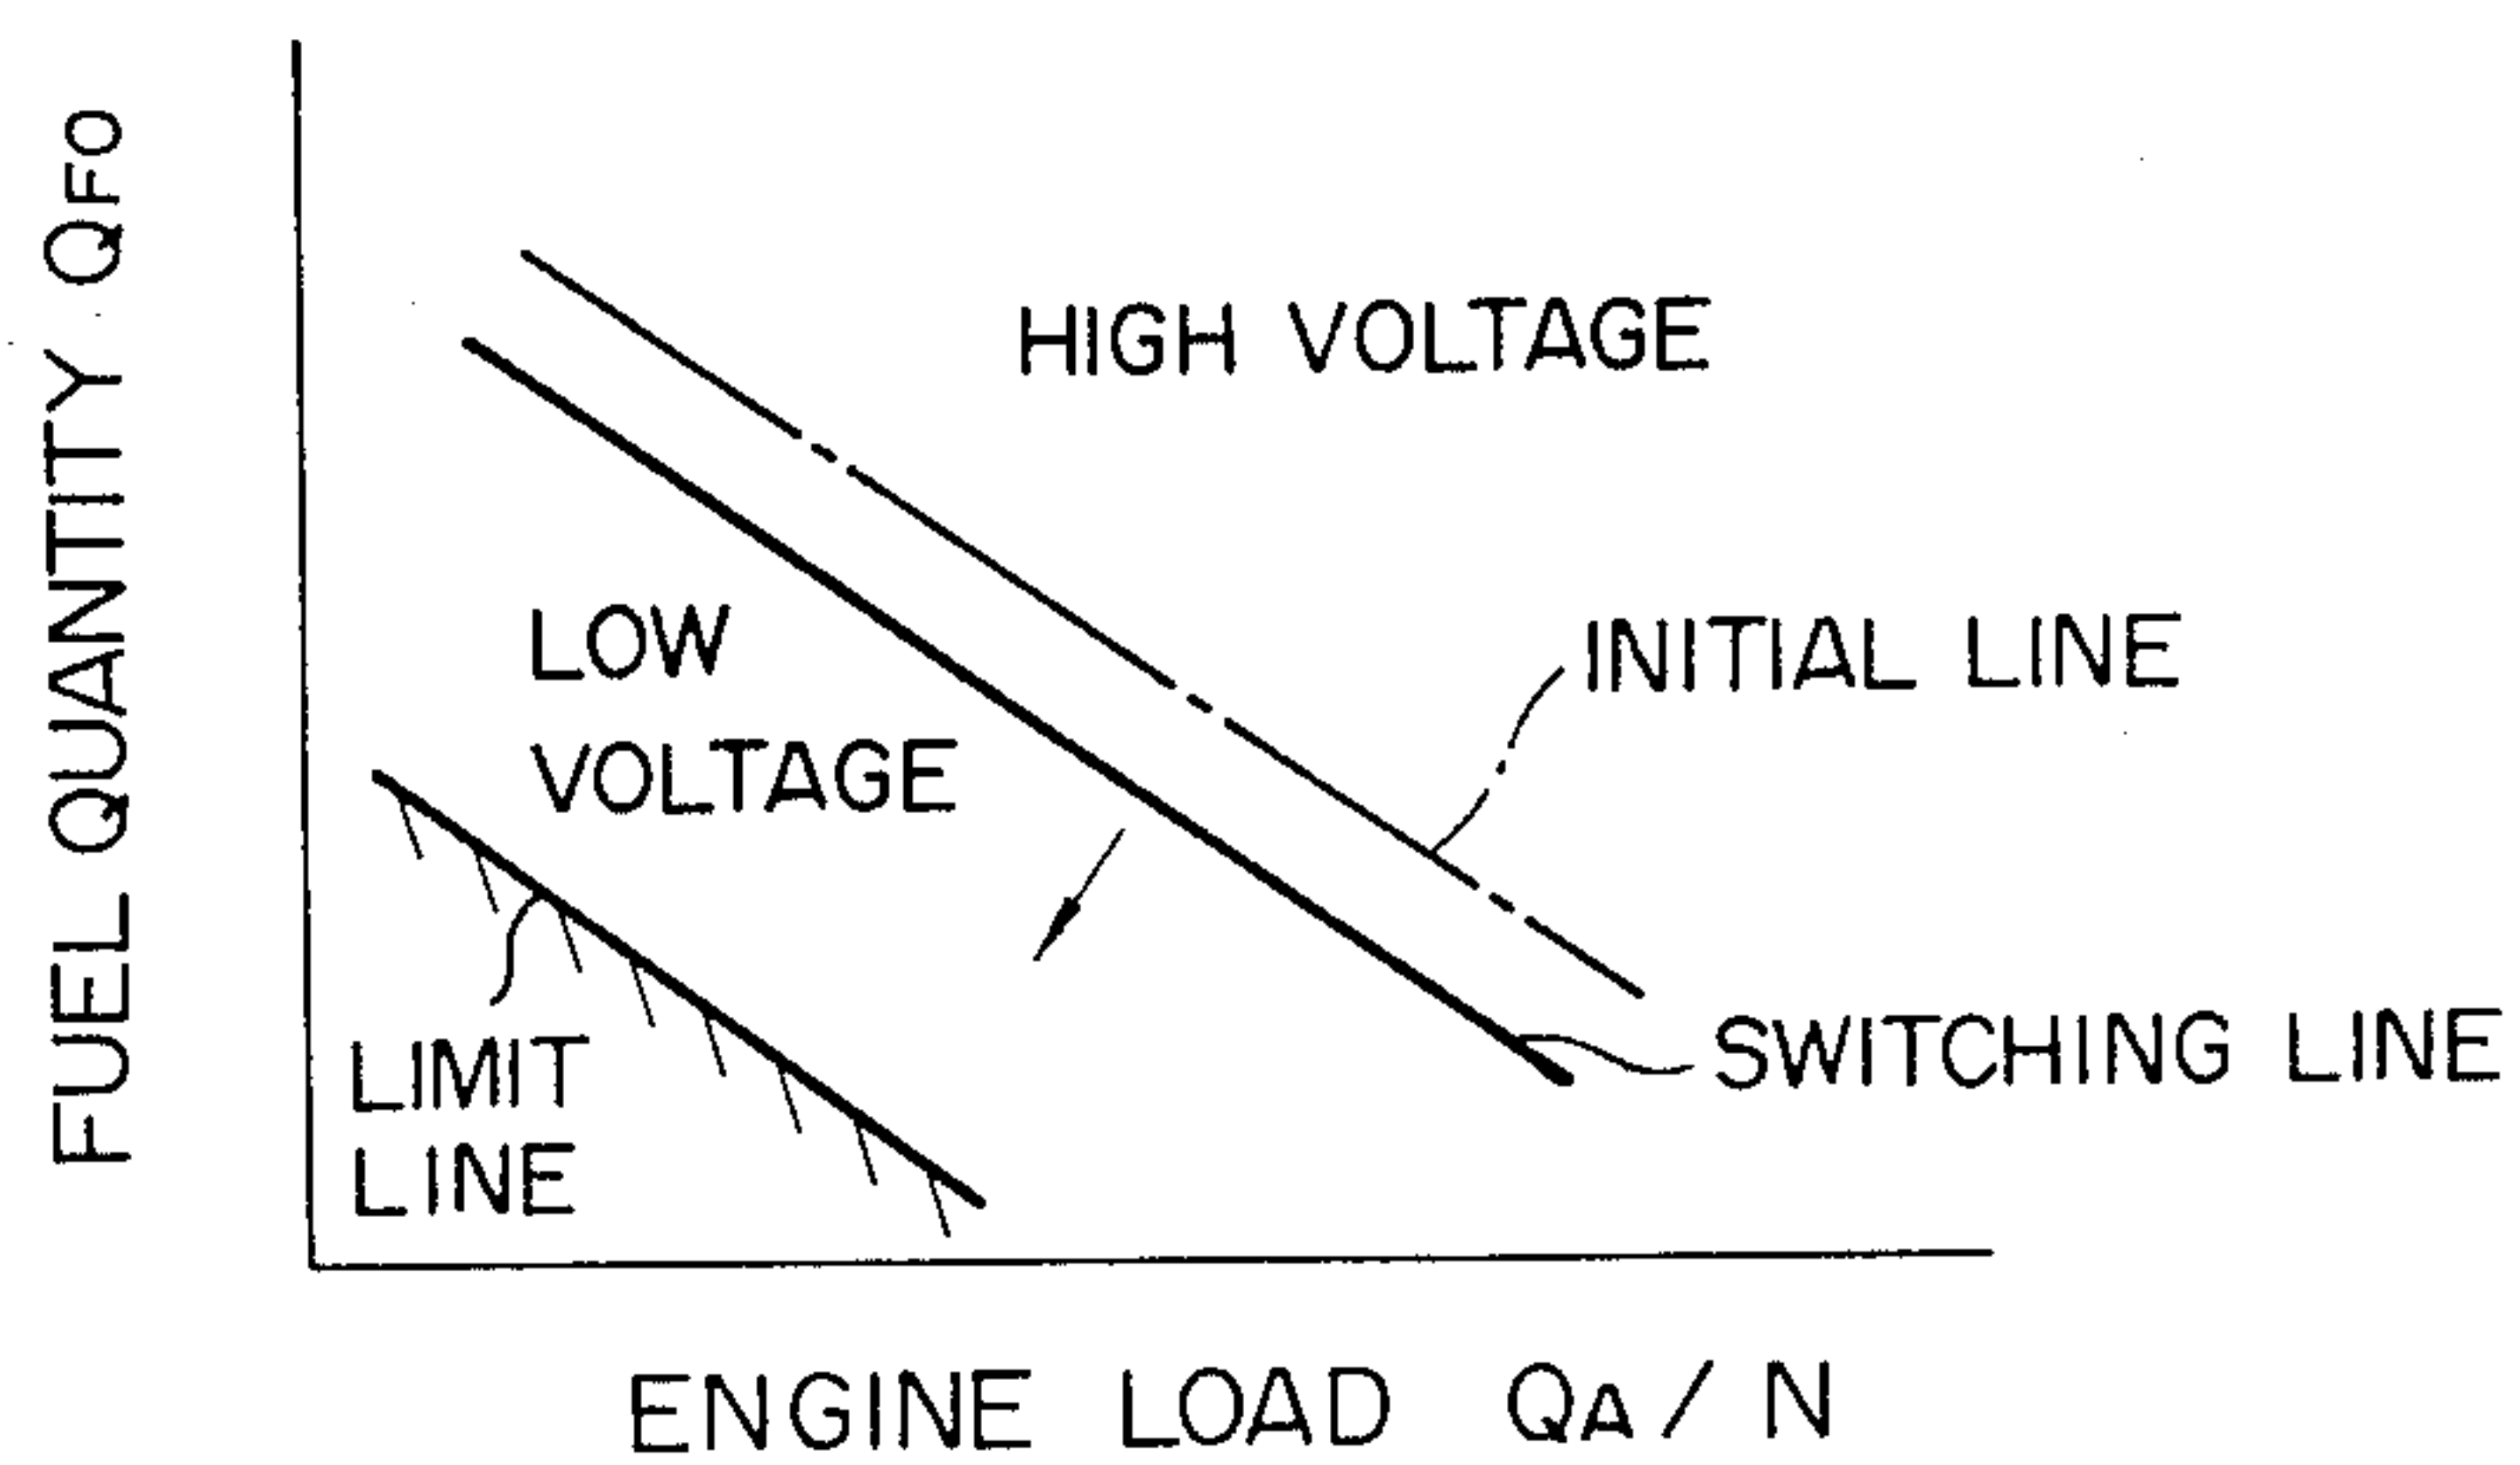 FUEL QUANTITY QFO
HIGH VOLTAGE
LOW
VOLTAGE
INITIAL LINE
SWITCHING LINE
LIMIT
LINE
ENGINE LOAD QA/N